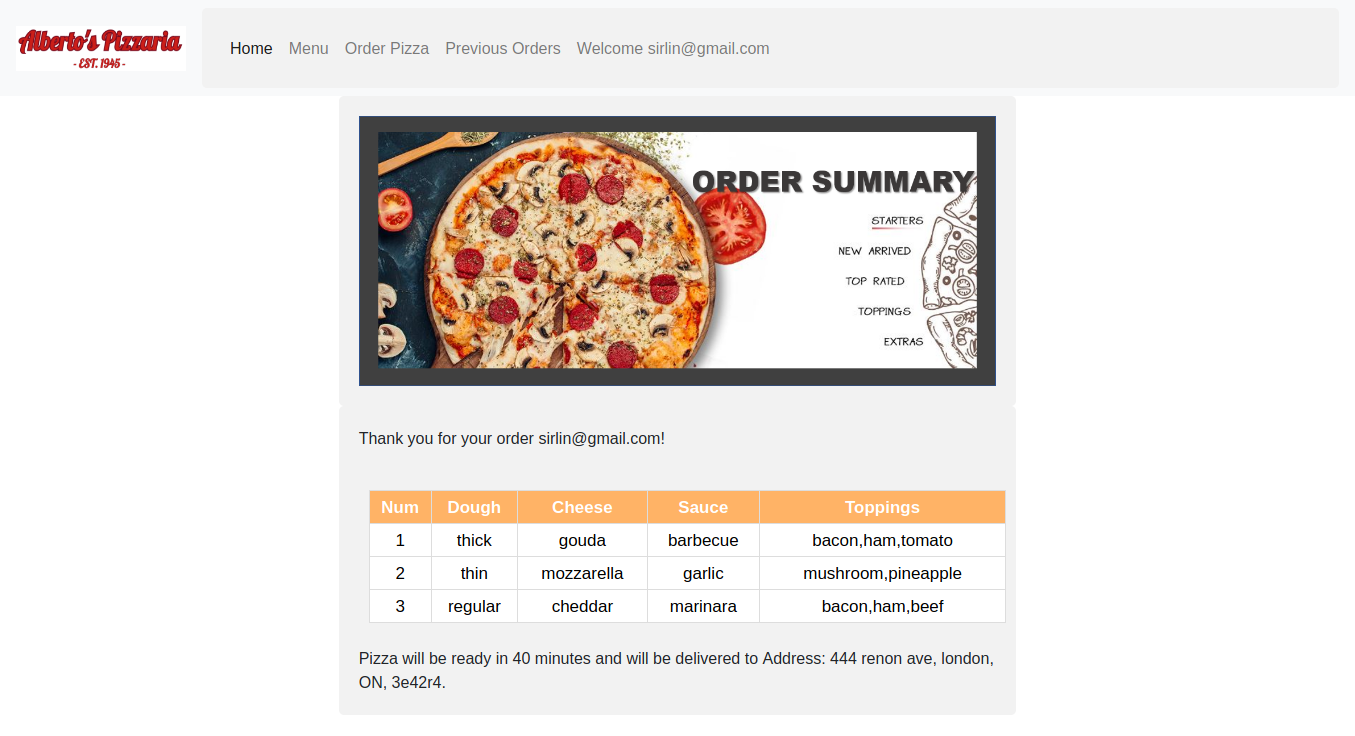 Alberto's Pizzaria
- EST. 1945 -
Home Menu Order Pizza Previous Orders Welcome sirlin@gmail.com
ORDER SUMMARY
STARTERS
NEW ARRIVED
TOP RATED
TOPPINGS
EXTRAS
Thank you for your order sirlin@gmail.com!
Num Dough Cheese Sauce Toppings
1 thick gouda barbecue bacon,ham,tomato
2 thin mozzarella garlic mushroom,pineapple
3 regular cheddar marinara bacon,ham,beef
Pizza will be ready in 40 minutes and will be delivered to Address: 444 renon ave, london,
ON, 3e42r4.